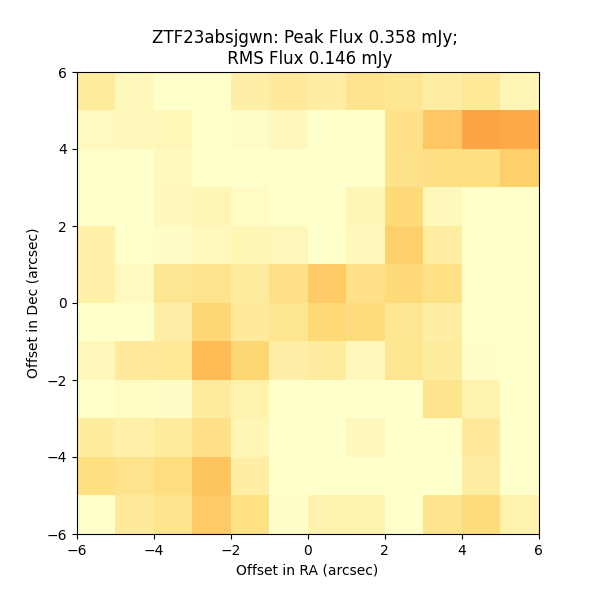 ZTF23absjgwn: Peak Flux 0.358 mJy;
RMS Flux 0.146 mJy
6
4
2
0
−2
−4
−6
Offset in Dec (arcsec)
−6 −4 −2 0 2 4 6
Offset in RA (arcsec)